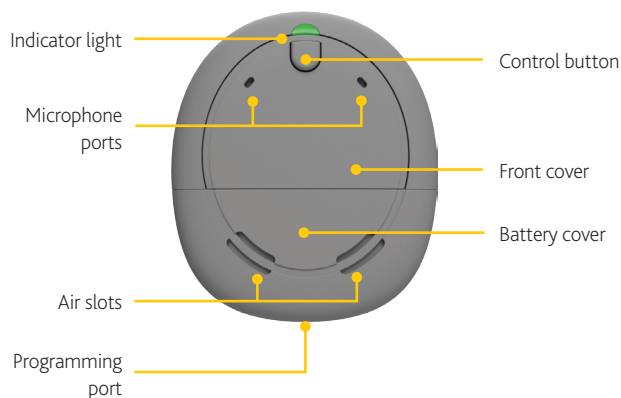 Indicator light
Control button
Microphone
ports
Front cover
Battery cover
Air slots
Programming
port